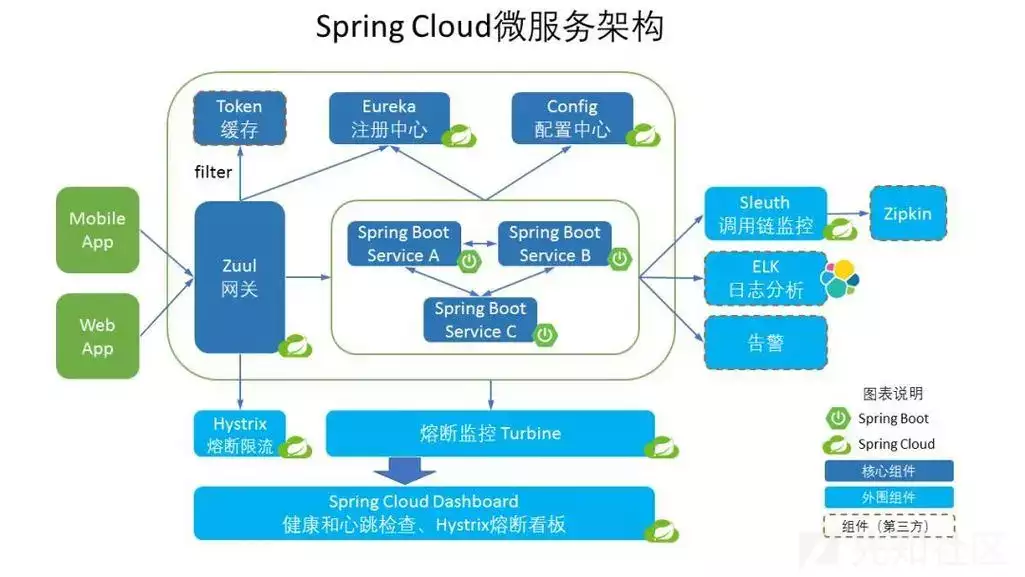 Spring Cloud微服务架构
Token
缓存
Eureka
注册中心
Config
配置中心
filter
Mobile
App
Web
App
Zuul
网关
Spring Boot
Service A
Spring Boot
Service B
Spring Boot
Service C
Sleuth
调用链监控
Zipkin
ELK
日志分析
告警
Hystrix
熔断限流
熔断监控 Turbine
Spring Cloud Dashboard
健康和心跳检查、Hystrix熔断看板
图表说明
Spring Boot
Spring Cloud
核心组件
外围组件
组件（第三方）
先知社区